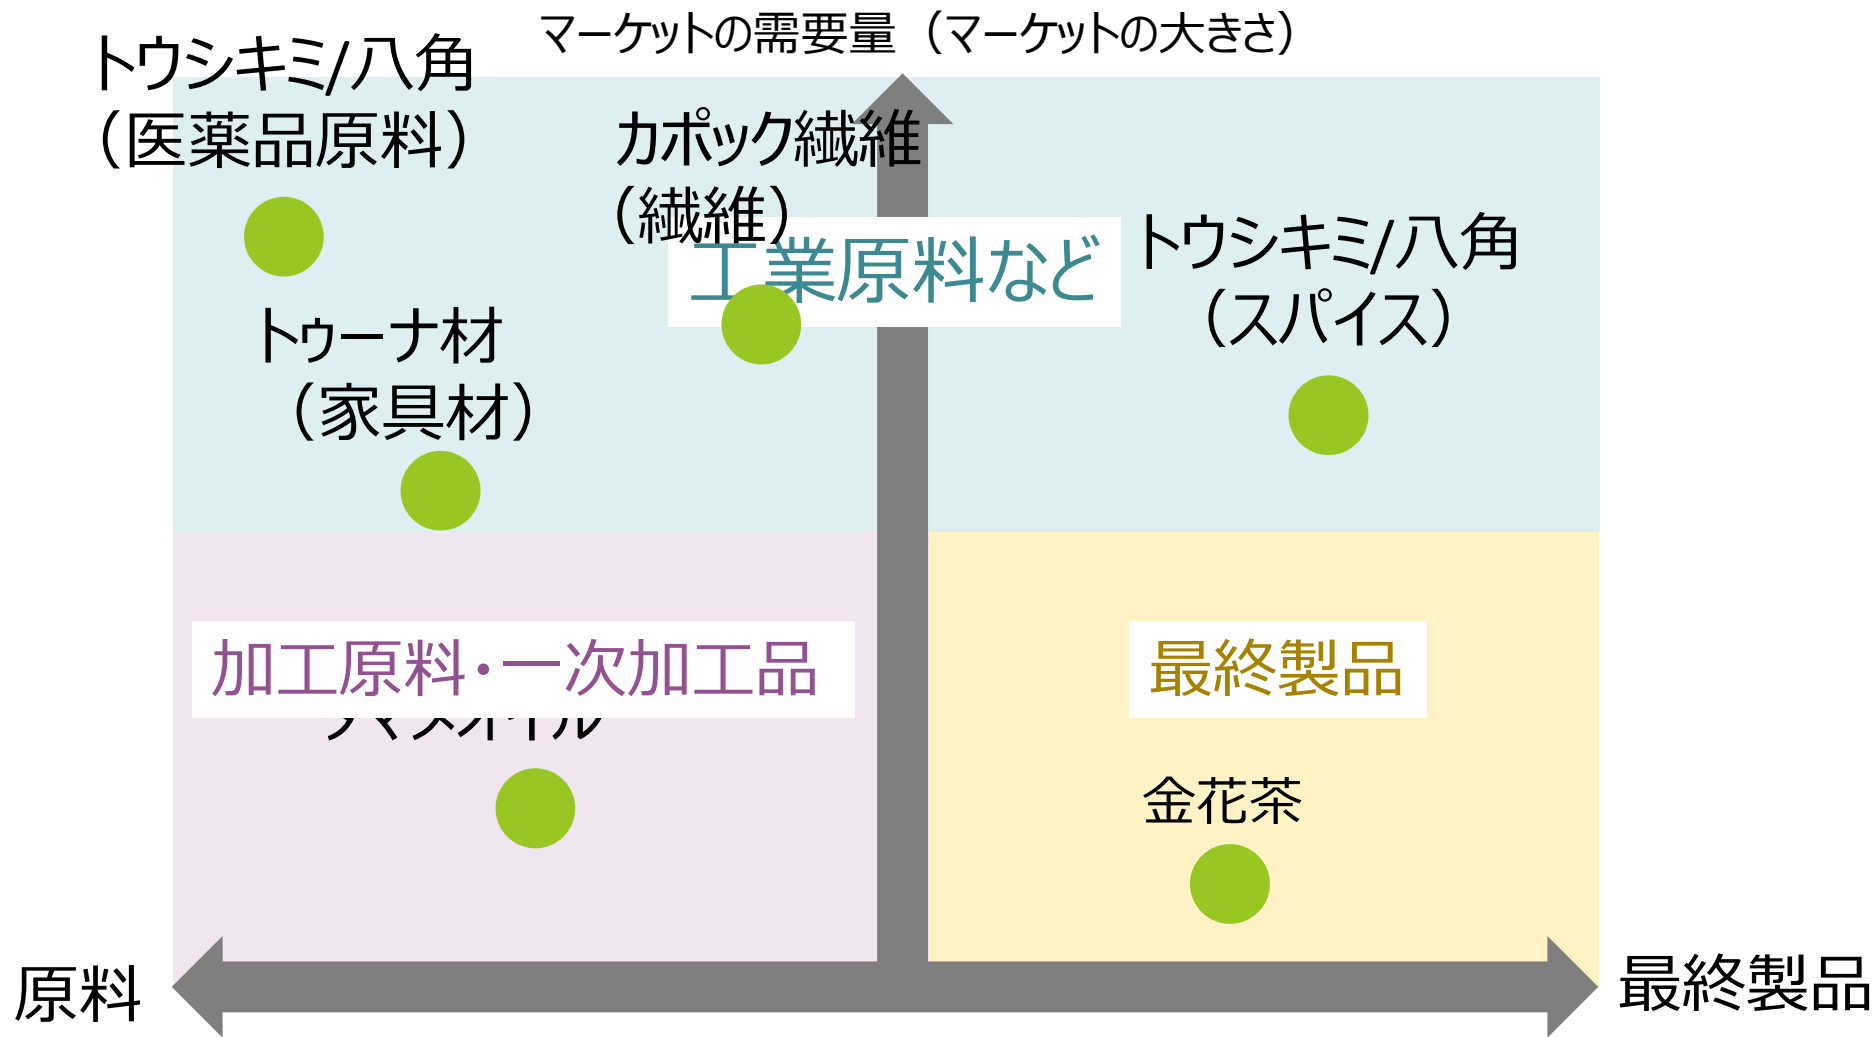 マーケットの需要量（マーケットの大きさ）
トウシキミ/八角
（医薬品原料）
カポック繊維
（繊維）
工業原料など
トウシキミ/八角
（スパイス）
トゥーナ材
（家具材）
加工原料・一次加工品
最終製品
金花茶
原料
最終製品